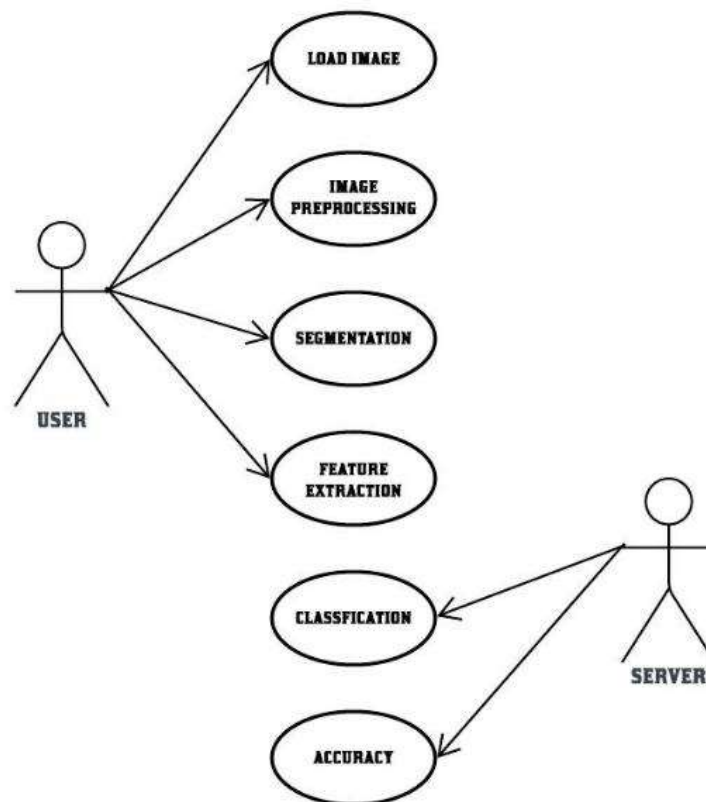 LOAD IMAGE
IMAGE
PREPROCESSING
SEGMENTATION
USER
FEATURE
EXTRACTION
CLASSFICATION
SERVER
ACCURACY